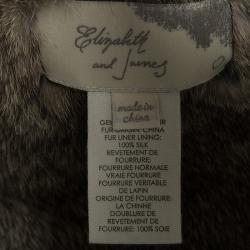 Elizabeth
and James
made in
china
FUR ORIGIN: CHINA
FUR LINER LINING:
100% SILK
REVETEMENT DE
FOURRURE:
FOURRURE NORMALE
VRAIE FOURRURE
FOURRURE VERITABLE
DE LAPIN
ORIGINE DE FOURRURE:
LA CHINNE
DOUBLURE DE
REVETEMENT DE
FOURRURE: 100% SOIE